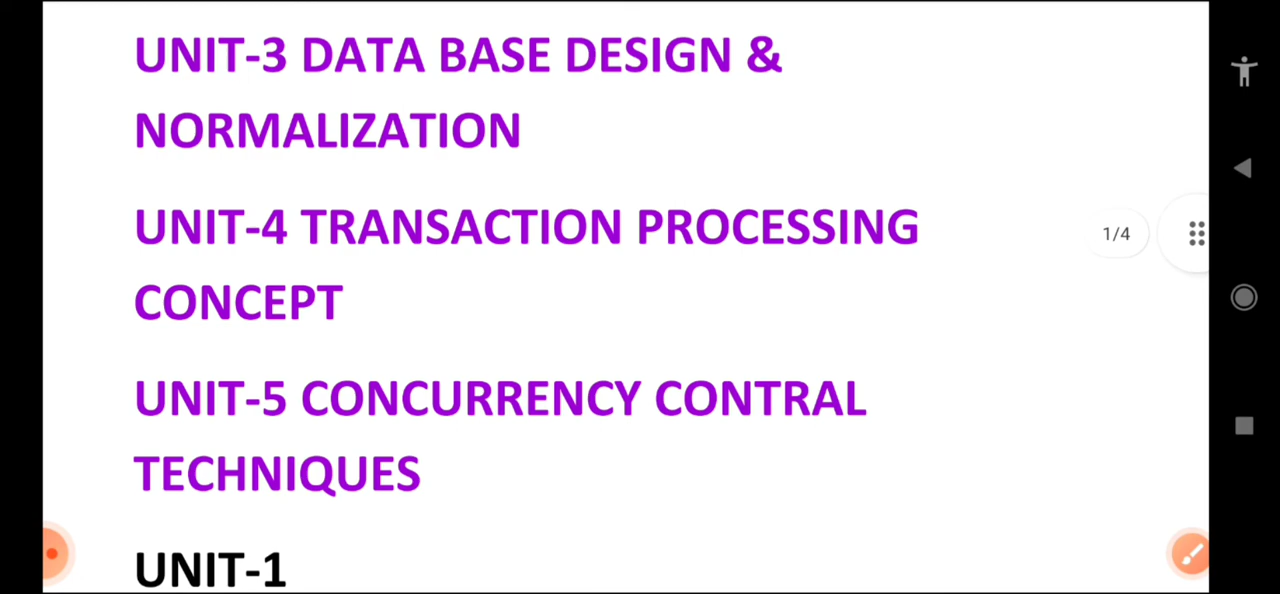 UNIT-3 DATA BASE DESIGN &
NORMALIZATION
UNIT-4 TRANSACTION PROCESSING
CONCEPT
1/4
UNIT-5 CONCURRENCY CONTRAL
TECHNIQUES
UNIT-1